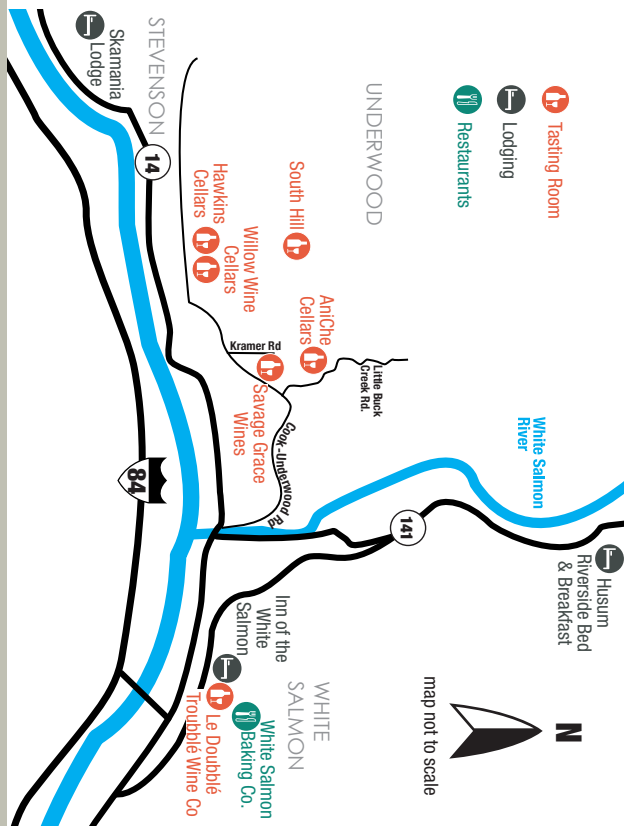 Tasting Room
Lodging
Restaurants
N
map not to scale
UNDERWOOD
STEVENSON
Skamania
Lodge
14
South Hill
Hawkins
Cellars
Willow Wine
Cellars
AniChe
Cellars
Kramer Rd
Little Buck
Creek Rd.
Savage Grace
Wines
Cook-Underwood Rd
84
White Salmon
River
141
Husum
Riverside Bed
& Breakfast
Inn of the
White
Salmon
WHITE
SALMON
White Salmon
Baking Co.
Le Doubblé
Troubblé Wine Co